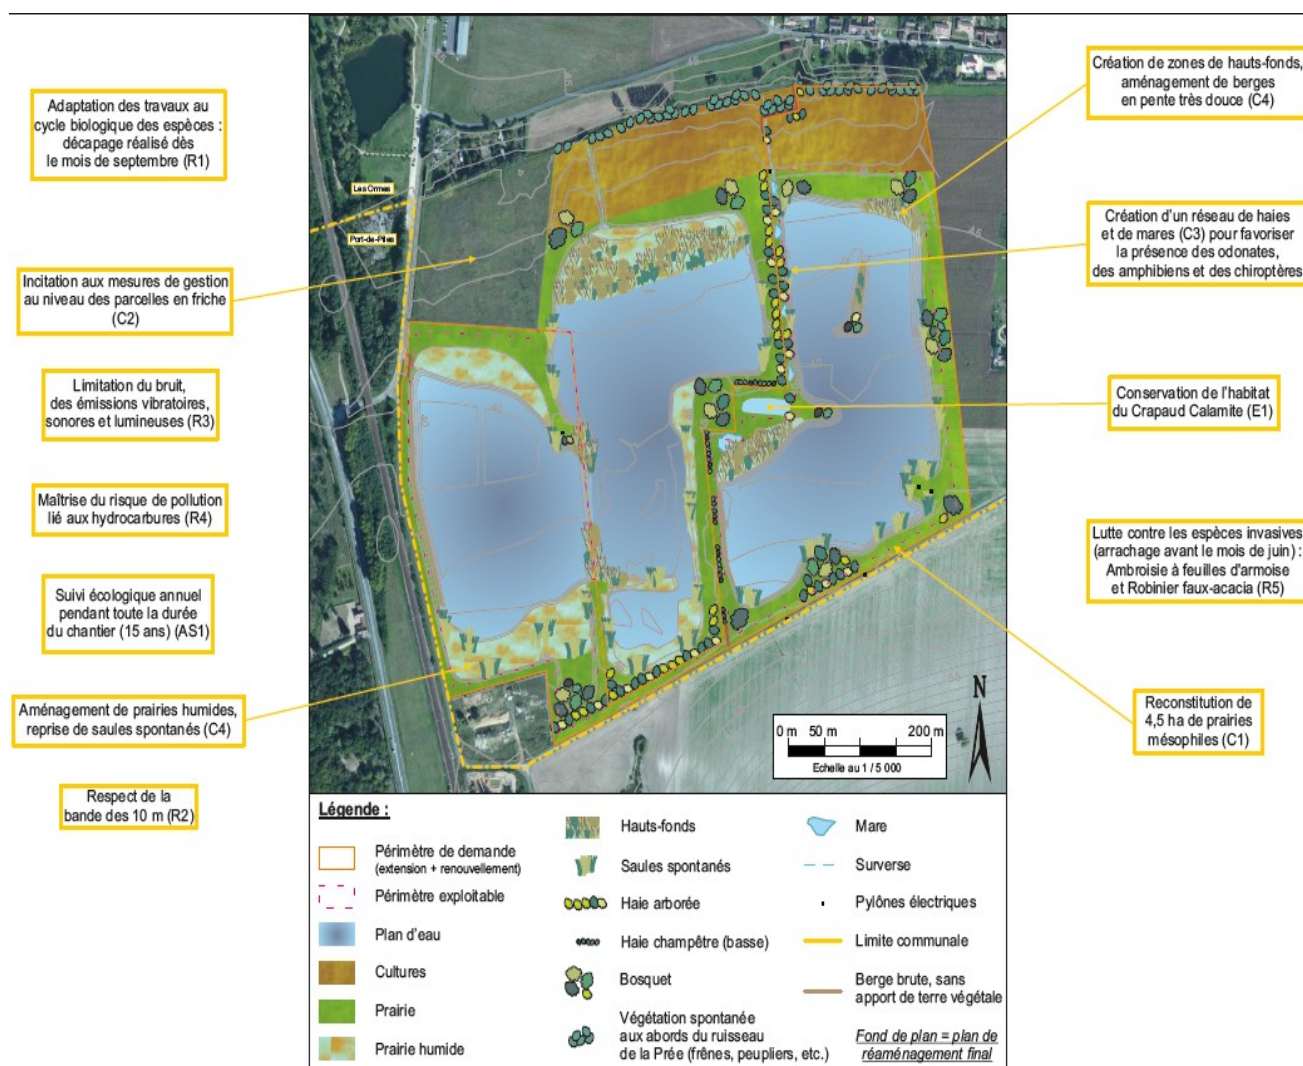 Adaptation des travaux au
cycle biologique des espèces :
décapage réalisé dès
le mois de septembre (R1)
Incitation aux mesures de gestion
au niveau des parcelles en friche
(C2)
Limitation du bruit,
des émissions vibratoires,
sonores et lumineuses (R3)
Maîtrise du risque de pollution
lié aux hydrocarbures (R4)
Suivi écologique annuel
pendant toute la durée
du chantier (15 ans) (AS1)
Aménagement de prairies humides,
reprise de saules spontanés (C4)
Respect de la
bande des 10 m (R2)
Les Ormes
Port-de-Piles
45
45
40
40
40
N
0 m 50 m 200 m
Echelle au 1 / 5 000
Création de zones de hauts-fonds,
aménagement de berges
en pente très douce (C4)
Création d'un réseau de haies
et de mares (C3) pour favoriser
la présence des odonates,
des amphibiens et des chiroptères
Conservation de l'habitat
du Crapaud Calamite (E1)
Lutte contre les espèces invasives
(arrachage avant le mois de juin) :
Ambroisie à feuilles d'armoise
et Robinier faux-acacia (R5)
Reconstitution de
4,5 ha de prairies
mésophiles (C1)
Légende :
Périmètre de demande
(extension + renouvellement)
Périmètre exploitable
Plan d'eau
Cultures
Prairie
Prairie humide
Hauts-fonds
Saules spontanés
Haie arborée
Haie champêtre (basse)
Bosquet
Végétation spontanée
aux abords du ruisseau
de la Prée (frênes, peupliers, etc.)
Mare
Surverse
Pylônes électriques
Limite communale
Berge brute, sans
apport de terre végétale
Fond de plan = plan de
réaménagement final